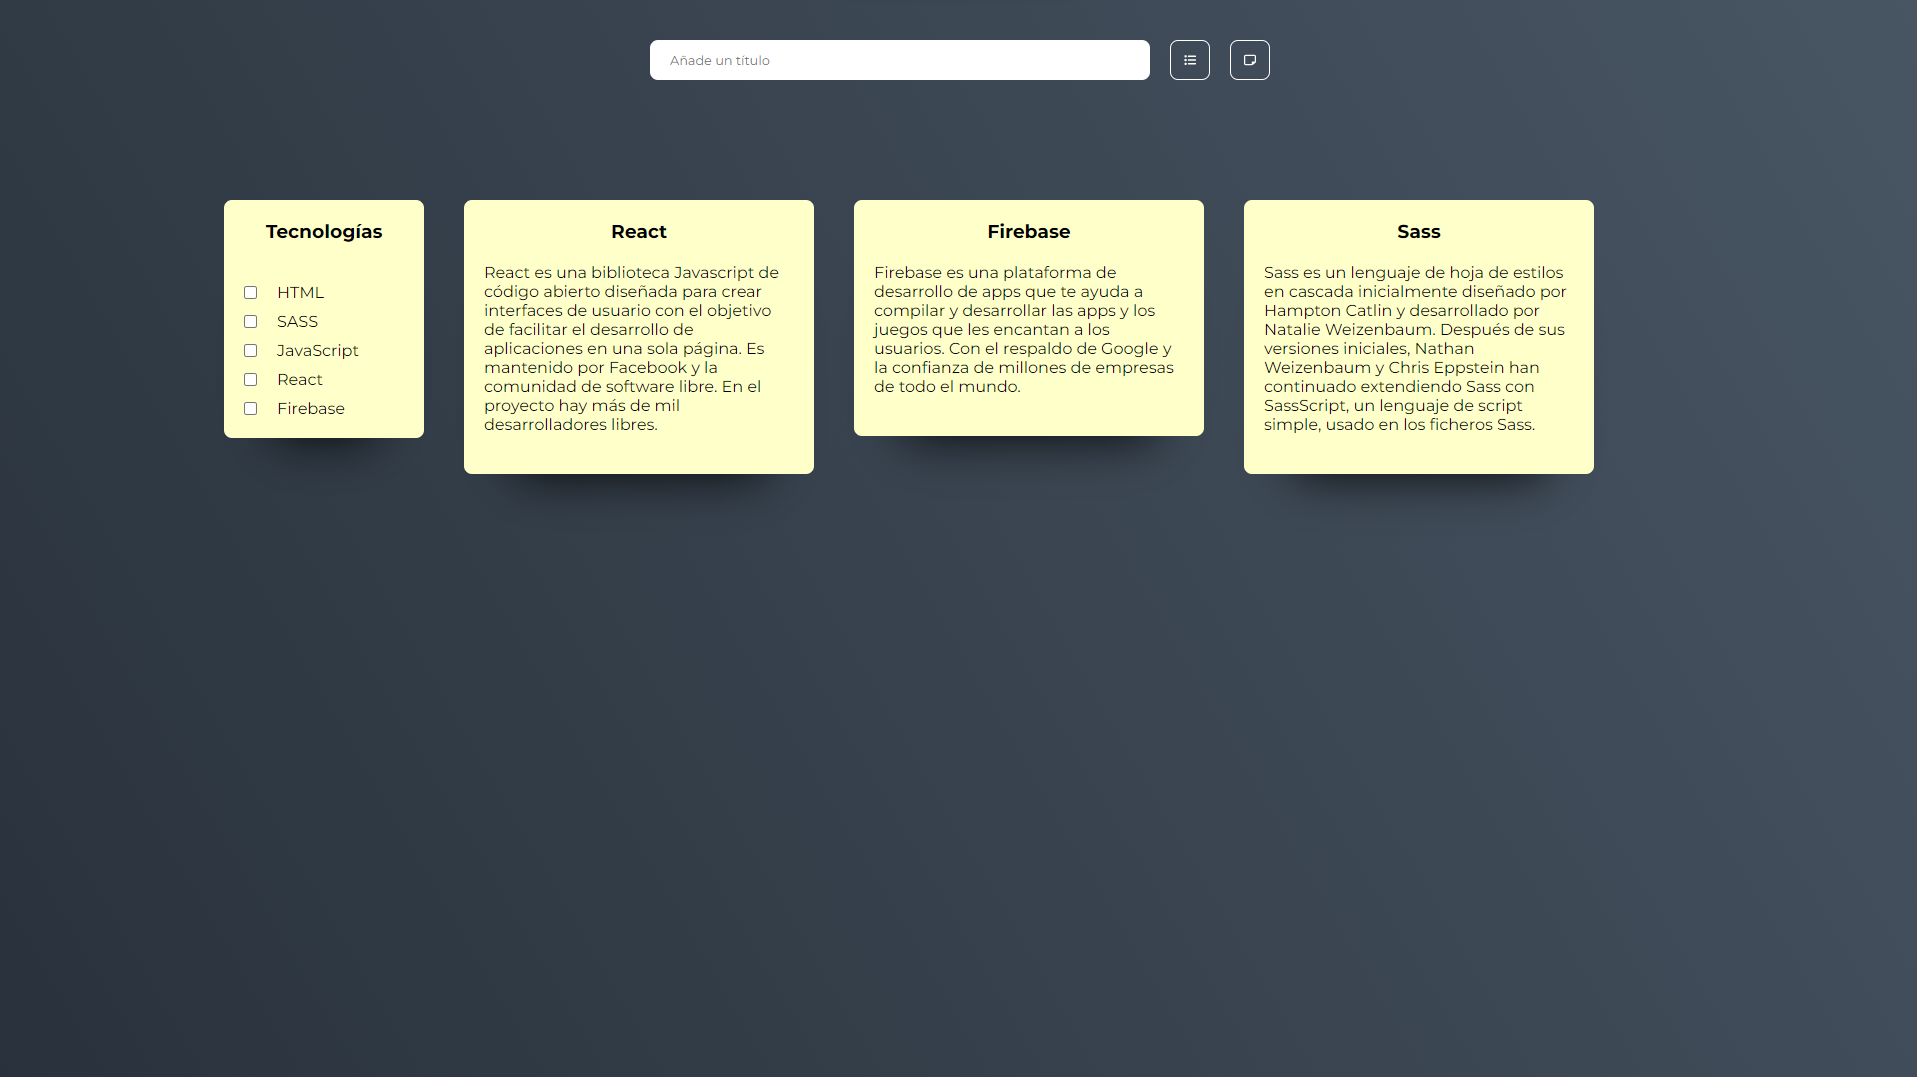 Añade un título
Tecnologías
HTML
SASS
JavaScript
React
Firebase
React
React es una biblioteca Javascript de
código abierto diseñada para crear
interfaces de usuario con el objetivo
de facilitar el desarrollo de
aplicaciones en una sola página. Es
mantenido por Facebook y la
comunidad de software libre. En el
proyecto hay más de mil
desarrolladores libres.
Firebase
Firebase es una plataforma de
desarrollo de apps que te ayuda a
compilar y desarrollar las apps y los
juegos que les encantan a los
usuarios. Con el respaldo de Google y
la confianza de millones de empresas
de todo el mundo.
Sass
Sass es un lenguaje de hoja de estilos
en cascada inicialmente diseñado por
Hampton Catlin y desarrollado por
Natalie Weizenbaum. Después de sus
versiones iniciales, Nathan
Weizenbaum y Chris Eppstein han
continuado extendiendo Sass con
SassScript, un lenguaje de script
simple, usado en los ficheros Sass.